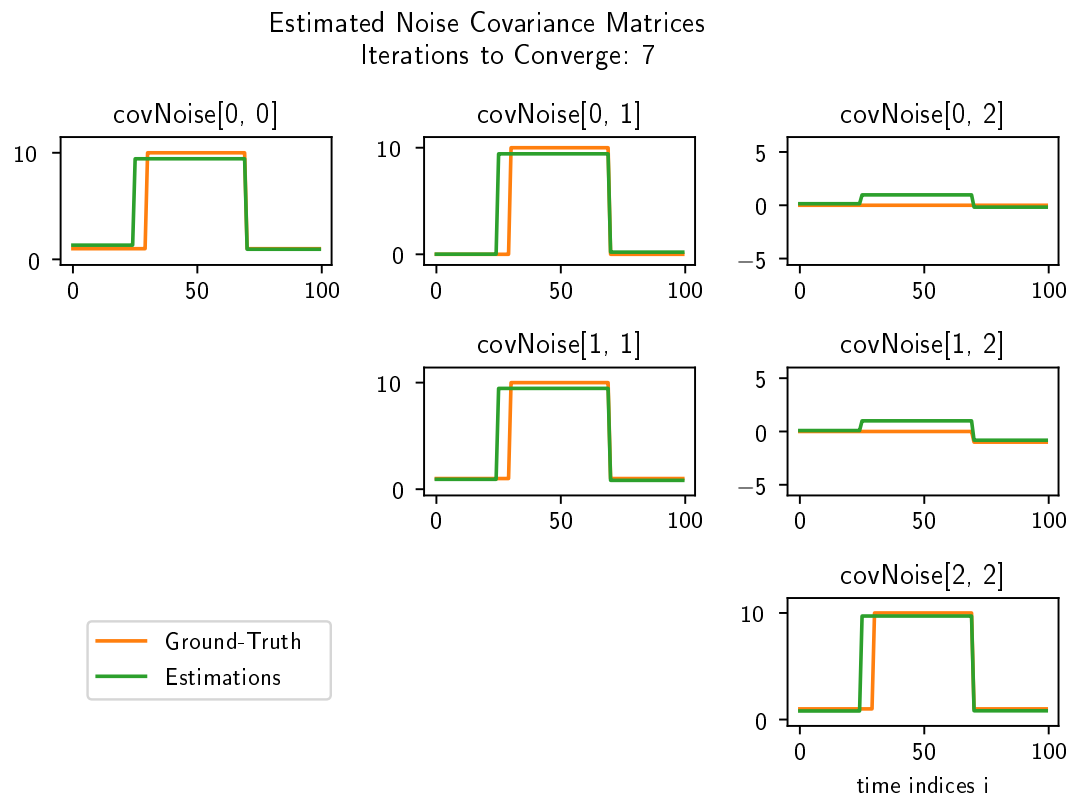 Estimated Noise Covariance Matrices
Iterations to Converge: 7
covNoise[0, 0]
covNoise[0, 1]
covNoise[0, 2]
10
0
0
50
100
10
0
0
50
100
5
0
−5
0
50
100
covNoise[1, 1]
covNoise[1, 2]
10
0
0
50
100
5
0
−5
0
50
100
covNoise[2, 2]
10
0
0
50
100
time indices i
Ground-Truth
Estimations